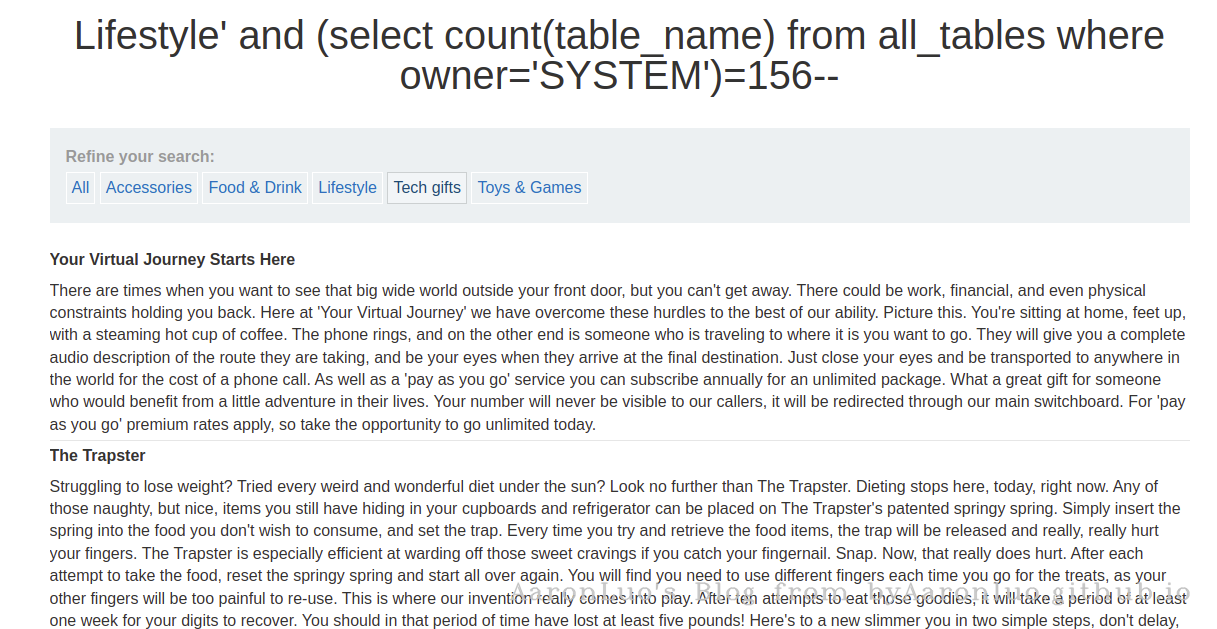 Lifestyle' and (select count(table_name) from all_tables where
owner='SYSTEM')=156--
Refine your search:
All Accessories Food & Drink Lifestyle Tech gifts Toys & Games
Your Virtual Journey Starts Here
There are times when you want to see that big wide world outside your front door, but you can't get away. There could be work, financial, and even physical
constraints holding you back. Here at 'Your Virtual Journey' we have overcome these hurdles to the best of our ability. Picture this. You're sitting at home, feet up,
with a steaming hot cup of coffee. The phone rings, and on the other end is someone who is traveling to where it is you want to go. They will give you a complete
audio description of the route they are taking, and be your eyes when they arrive at the final destination. Just close your eyes and be transported to anywhere in
the world for the cost of a phone call. As well as a 'pay as you go' service you can subscribe annually for an unlimited package. What a great gift for someone
who would benefit from a little adventure in their lives. Your number will never be visible to our callers, it will be redirected through our main switchboard. For 'pay
as you go' premium rates apply, so take the opportunity to go unlimited today.
The Trapster
Struggling to lose weight? Tried every weird and wonderful diet under the sun? Look no further than The Trapster. Dieting stops here, today, right now. Any of
those naughty, but nice, items you still have hiding in your cupboards and refrigerator can be placed on The Trapster's patented springy spring. Simply insert the
spring into the food you don't wish to consume, and set the trap. Every time you try and retrieve the food items, the trap will be released and really, really hurt
your fingers. The Trapster is especially efficient at warding off those sweet cravings if you catch your fingernail. Snap. Now, that really does hurt. After each
attempt to take the food, reset the springy spring and start all over again. You will find you need to use different fingers each time you go for the treats, as your
other fingers will be too painful to re-use. This is where our invention really comes into play. After ten attempts to eat those goodies, it will take a period of at least
one week for your digits to recover. You should in that period of time have lost at least five pounds! Here's to a new slimmer you in two simple steps, don't delay,
AaronLuo's Blog from byAaronluo.github.io